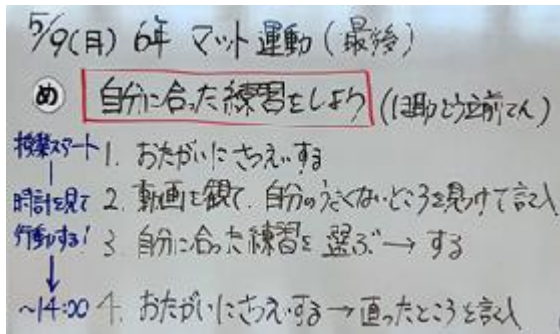 5/9(月) 6年 マット運動(最後)
め 自分に合った練習をしよう (ほ助とう立前てん)
授業スタート 1. おたがいにさつえいする
時計を見て 2. 動画を観て、自分のうまくないところを見つけて記入
行動する! 3. 自分に合った練習を選ぶ→する
~14:00 4. おたがいにさつえいする→直ったところを記入